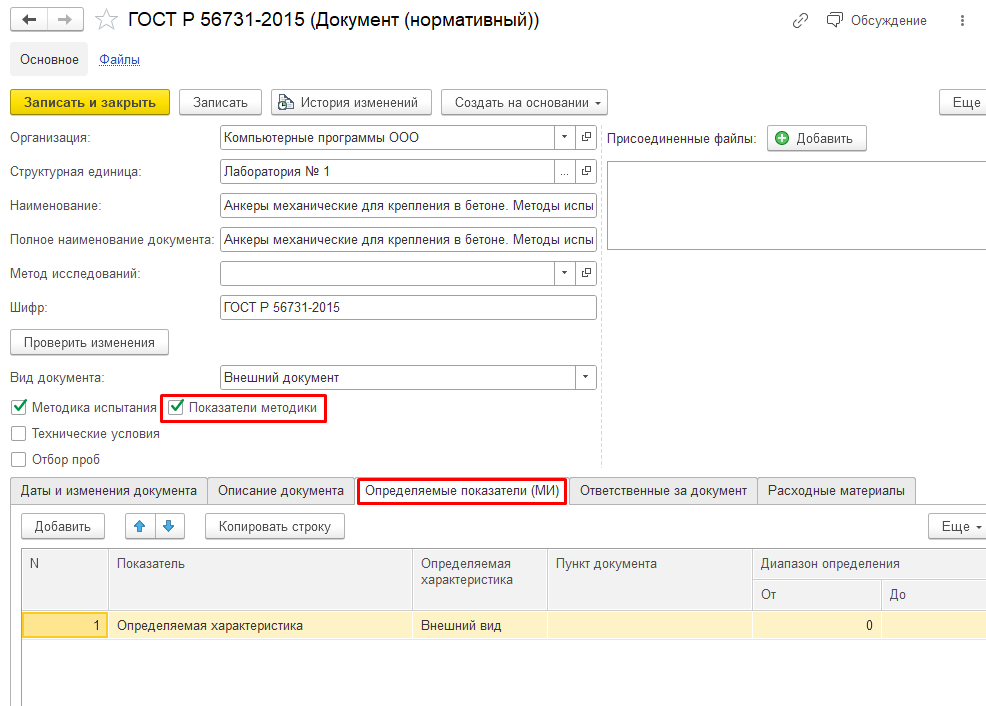 ГОСТ Р 56731-2015 (Документ (нормативный))
Обсуждение
Основное Файлы
Записать и закрыть Записать История изменений Создать на основании Еще
Организация: Компьютерные программы ООО
Присоединенные файлы: Добавить
Структурная единица: Лаборатория № 1 ...
Наименование: Анкеры механические для крепления в бетоне. Методы испы
Полное наименование документа: Анкеры механические для крепления в бетоне. Методы испы
Метод исследований:
Шифр: ГОСТ Р 56731-2015
Проверить изменения
Вид документа: Внешний документ
Методика испытания Показатели методики
Технические условия
Отбор проб
Даты и изменения документа Описание документа Определяемые показатели (МИ) Ответственные за документ Расходные материалы
Добавить Копировать строку Еще
N Показатель Определяемая характеристика Пункт документа Диапазон определения
От До
1 Определяемая характеристика Внешний вид 0